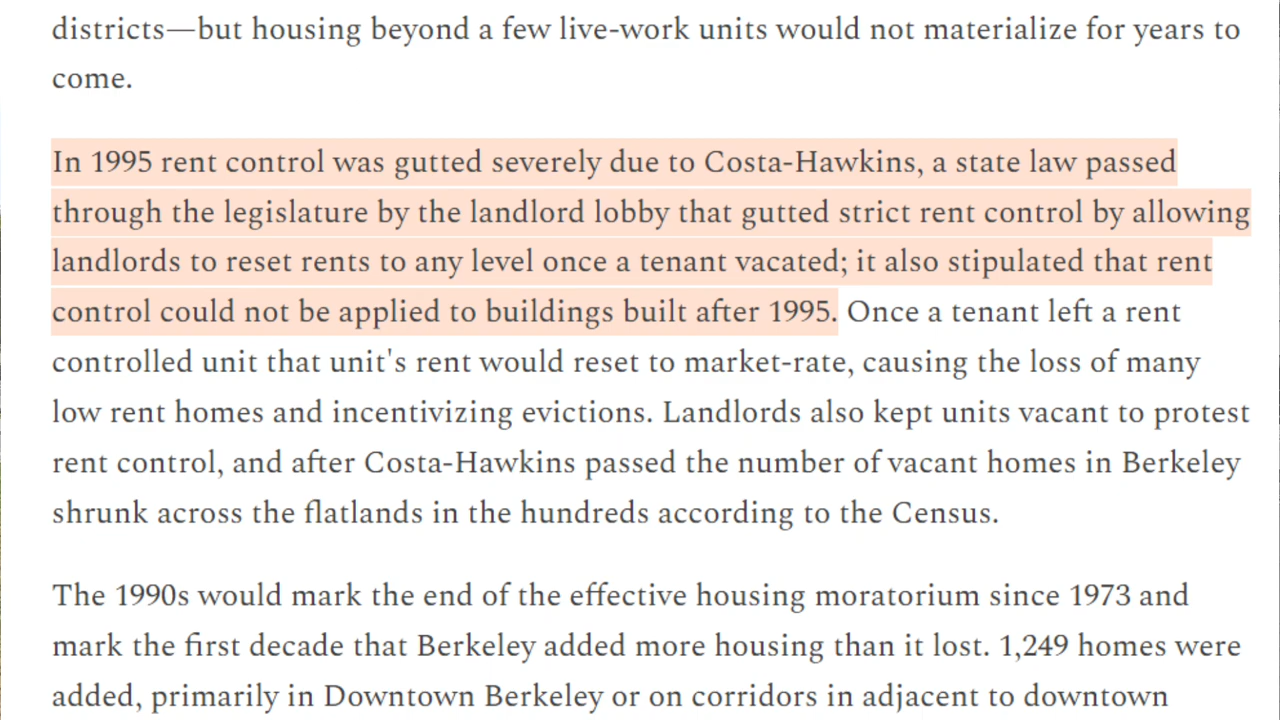 districts—but housing beyond a few live-work units would not materialize for years to
come.
In 1995 rent control was gutted severely due to Costa-Hawkins, a state law passed
through the legislature by the landlord lobby that gutted strict rent control by allowing
landlords to reset rents to any level once a tenant vacated; it also stipulated that rent
control could not be applied to buildings built after 1995. Once a tenant left a rent
controlled unit that unit's rent would reset to market-rate, causing the loss of many
low rent homes and incentivizing evictions. Landlords also kept units vacant to protest
rent control, and after Costa-Hawkins passed the number of vacant homes in Berkeley
shrunk across the flatlands in the hundreds according to the Census.
The 1990s would mark the end of the effective housing moratorium since 1973 and
mark the first decade that Berkeley added more housing than it lost. 1,249 homes were
added, primarily in Downtown Berkeley or on corridors in adjacent to downtown